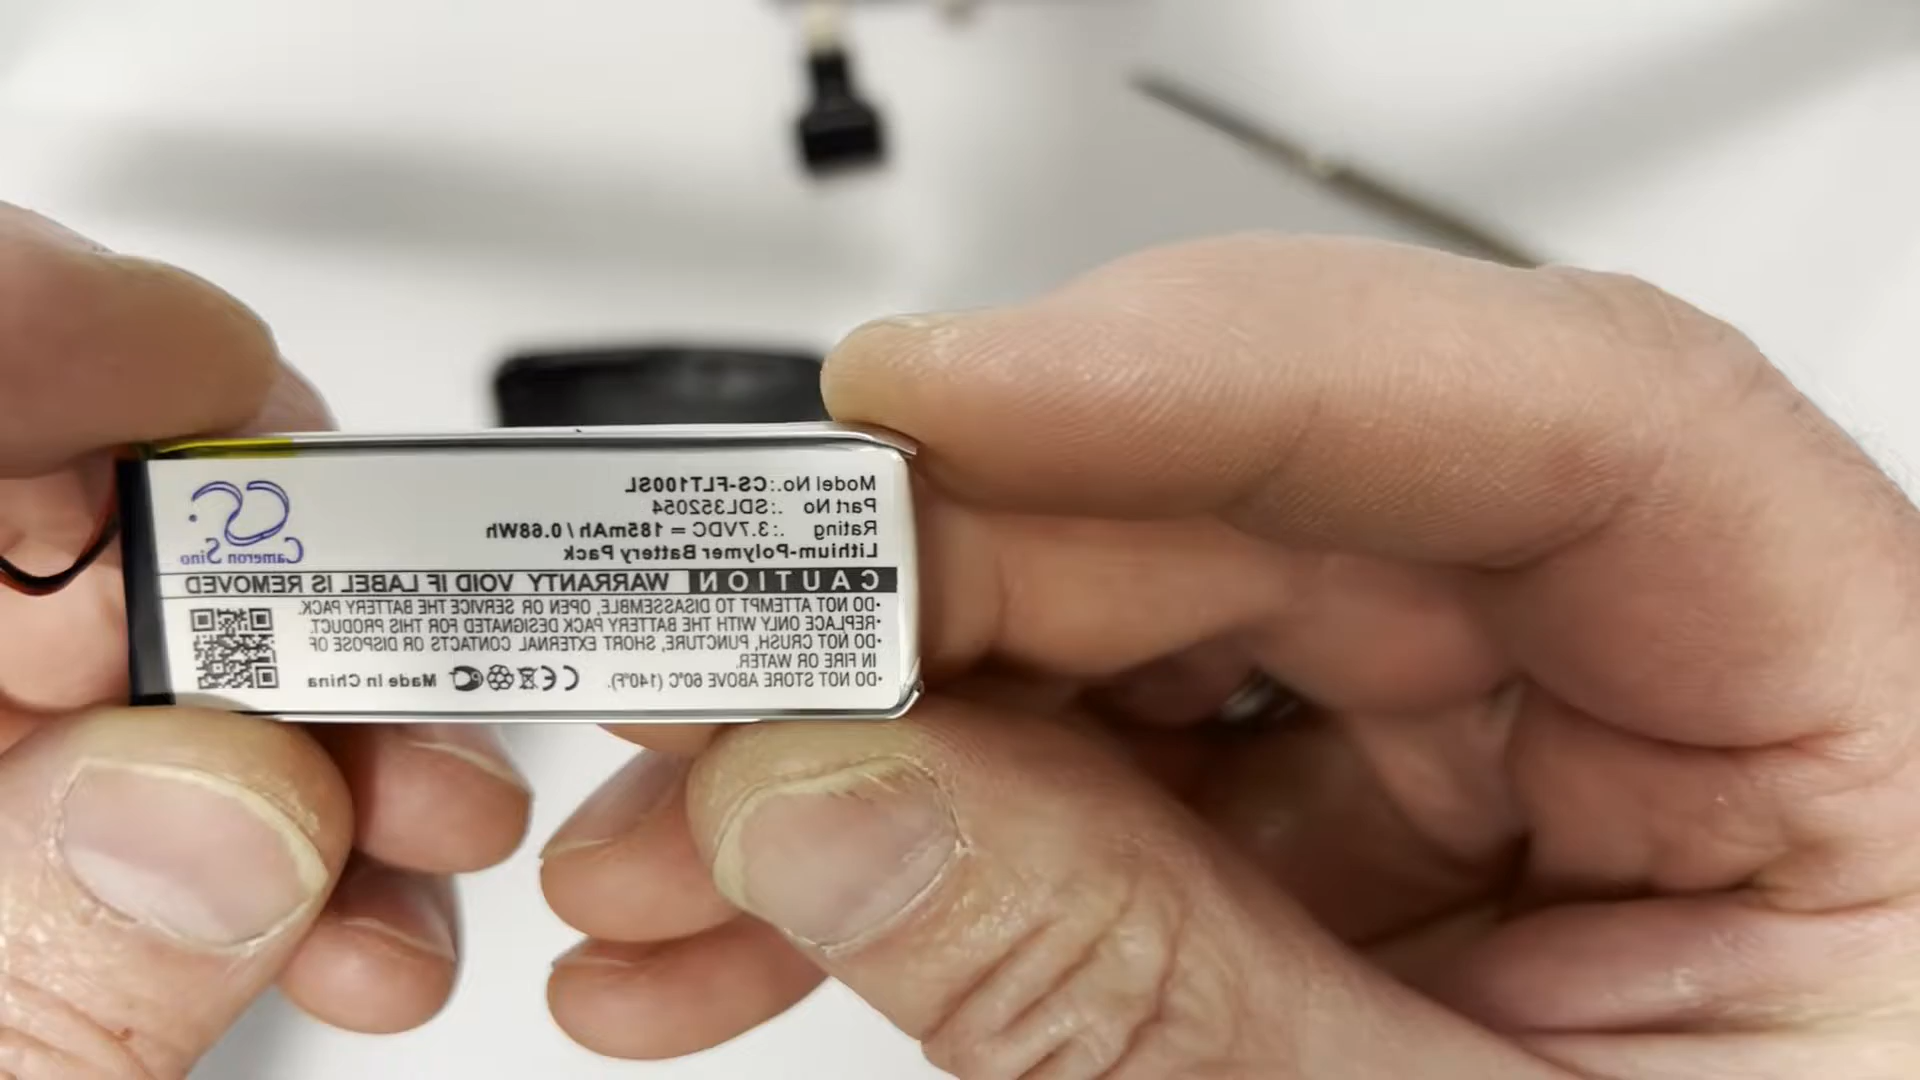 CS
Cameron Sino
Model No.:CS-FLT100SL
Part No .:SDL352054
Rating .:3.7VDC = 185mAh / 0.68Wh
Lithium-Polymer Battery Pack
CAUTION WARRANTY VOID IF LABEL IS REMOVED
•DO NOT ATTEMPT TO DISASSEMBLE, OPEN OR SERVICE THE BATTERY PACK.
•REPLACE ONLY WITH THE BATTERY PACK DESIGNATED FOR THIS PRODUCT.
•DO NOT CRUSH, PUNCTURE, SHORT EXTERNAL CONTACTS OR DISPOSE OF
IN FIRE OR WATER.
•DO NOT STORE ABOVE 60°C (140°F). CE Made In China